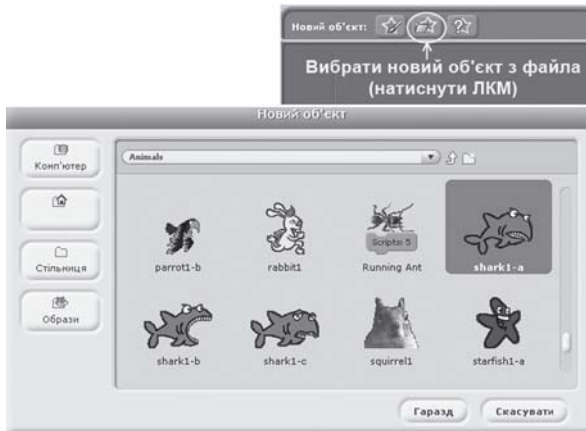 Новий об'єкт:
Вибрати новий об'єкт з файла
(натиснути ЛКМ)
Новий об'єкт
Комп'ютер
Animals
Стільниця
Образи
parrot1-b
rabbit1
Scripts: 5
Running Ant
shark1-a
shark1-b
shark1-c
squirrel1
starfish1-a
Гаразд
Скасувати